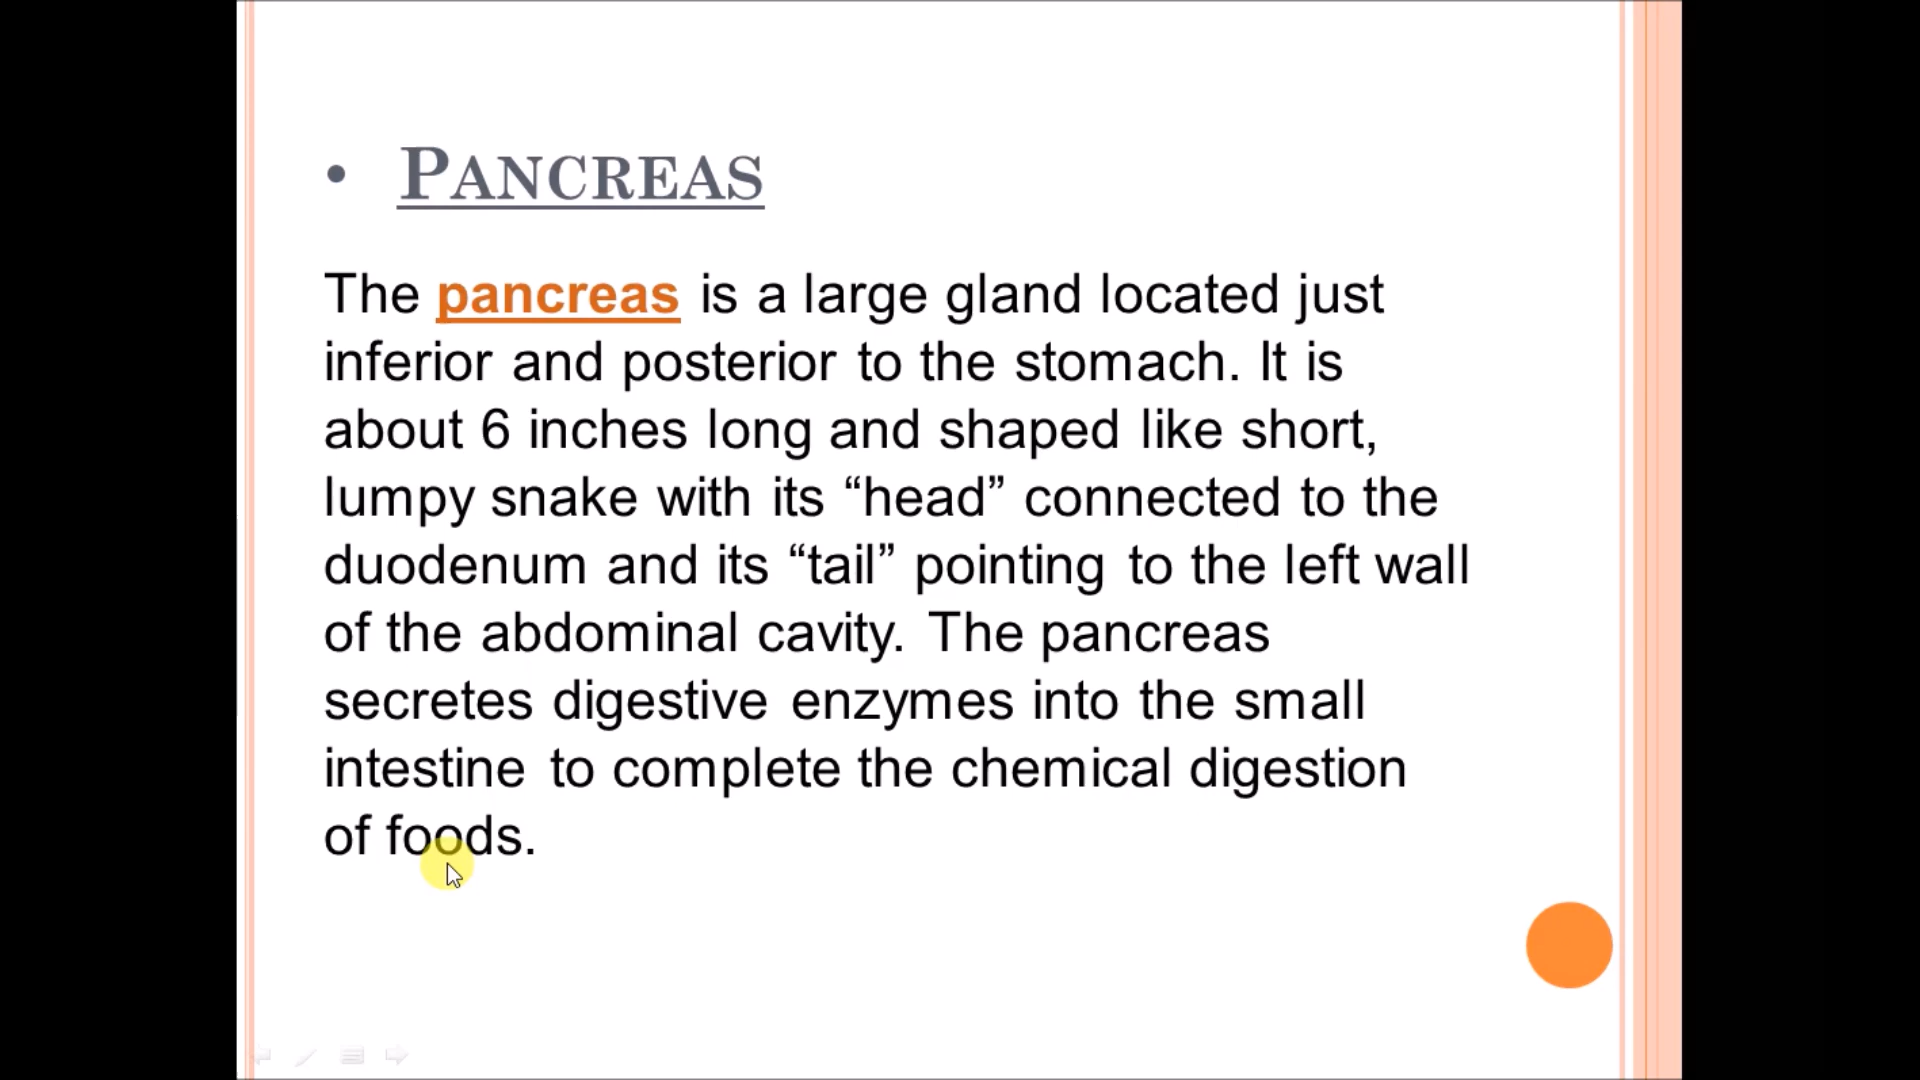 • PANCREAS
The pancreas is a large gland located just
inferior and posterior to the stomach. It is
about 6 inches long and shaped like short,
lumpy snake with its “head” connected to the
duodenum and its “tail” pointing to the left wall
of the abdominal cavity. The pancreas
secretes digestive enzymes into the small
intestine to complete the chemical digestion
of foods.